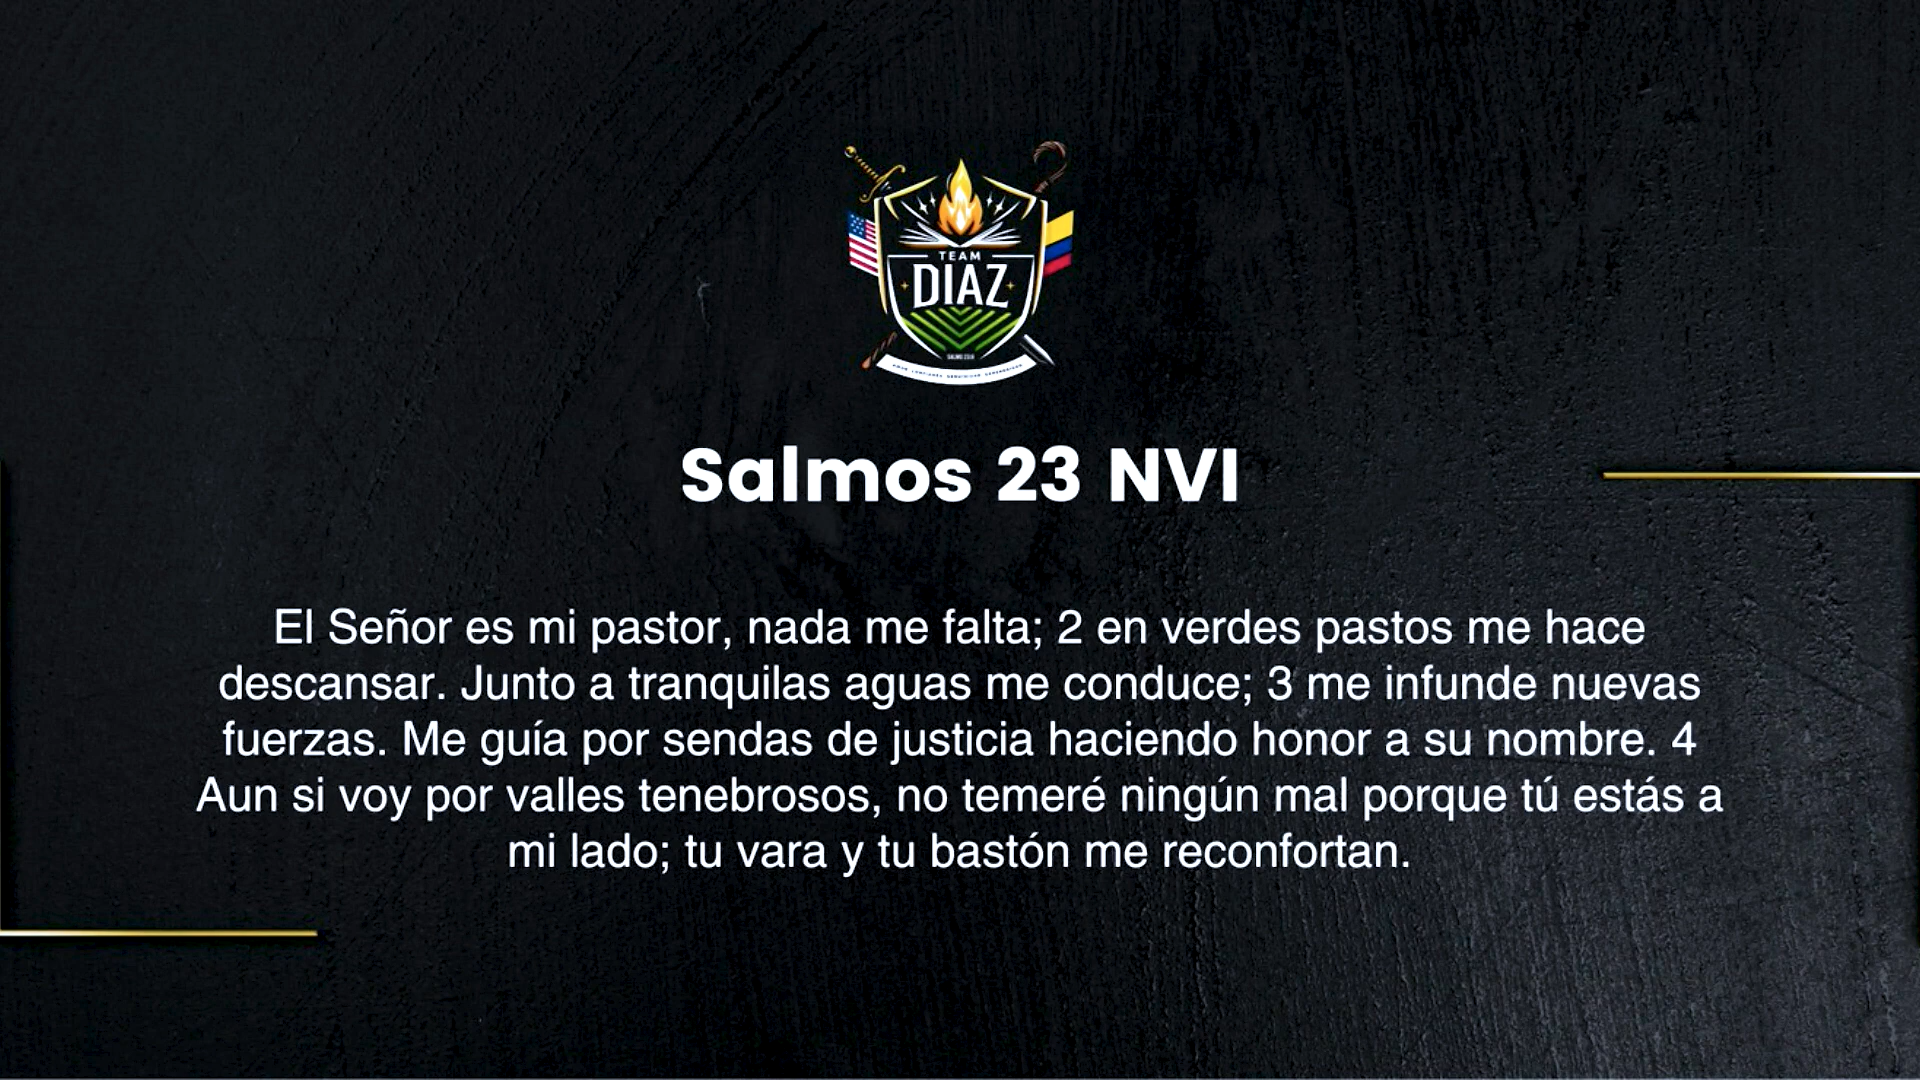 TEAM
DIAZ
Salmos 23 NVI
El Señor es mi pastor, nada me falta; 2 en verdes pastos me hace
descansar. Junto a tranquilas aguas me conduce; 3 me infunde nuevas
fuerzas. Me guía por sendas de justicia haciendo honor a su nombre. 4
Aun si voy por valles tenebrosos, no temeré ningún mal porque tú estás a
mi lado; tu vara y tu bastón me reconfortan.